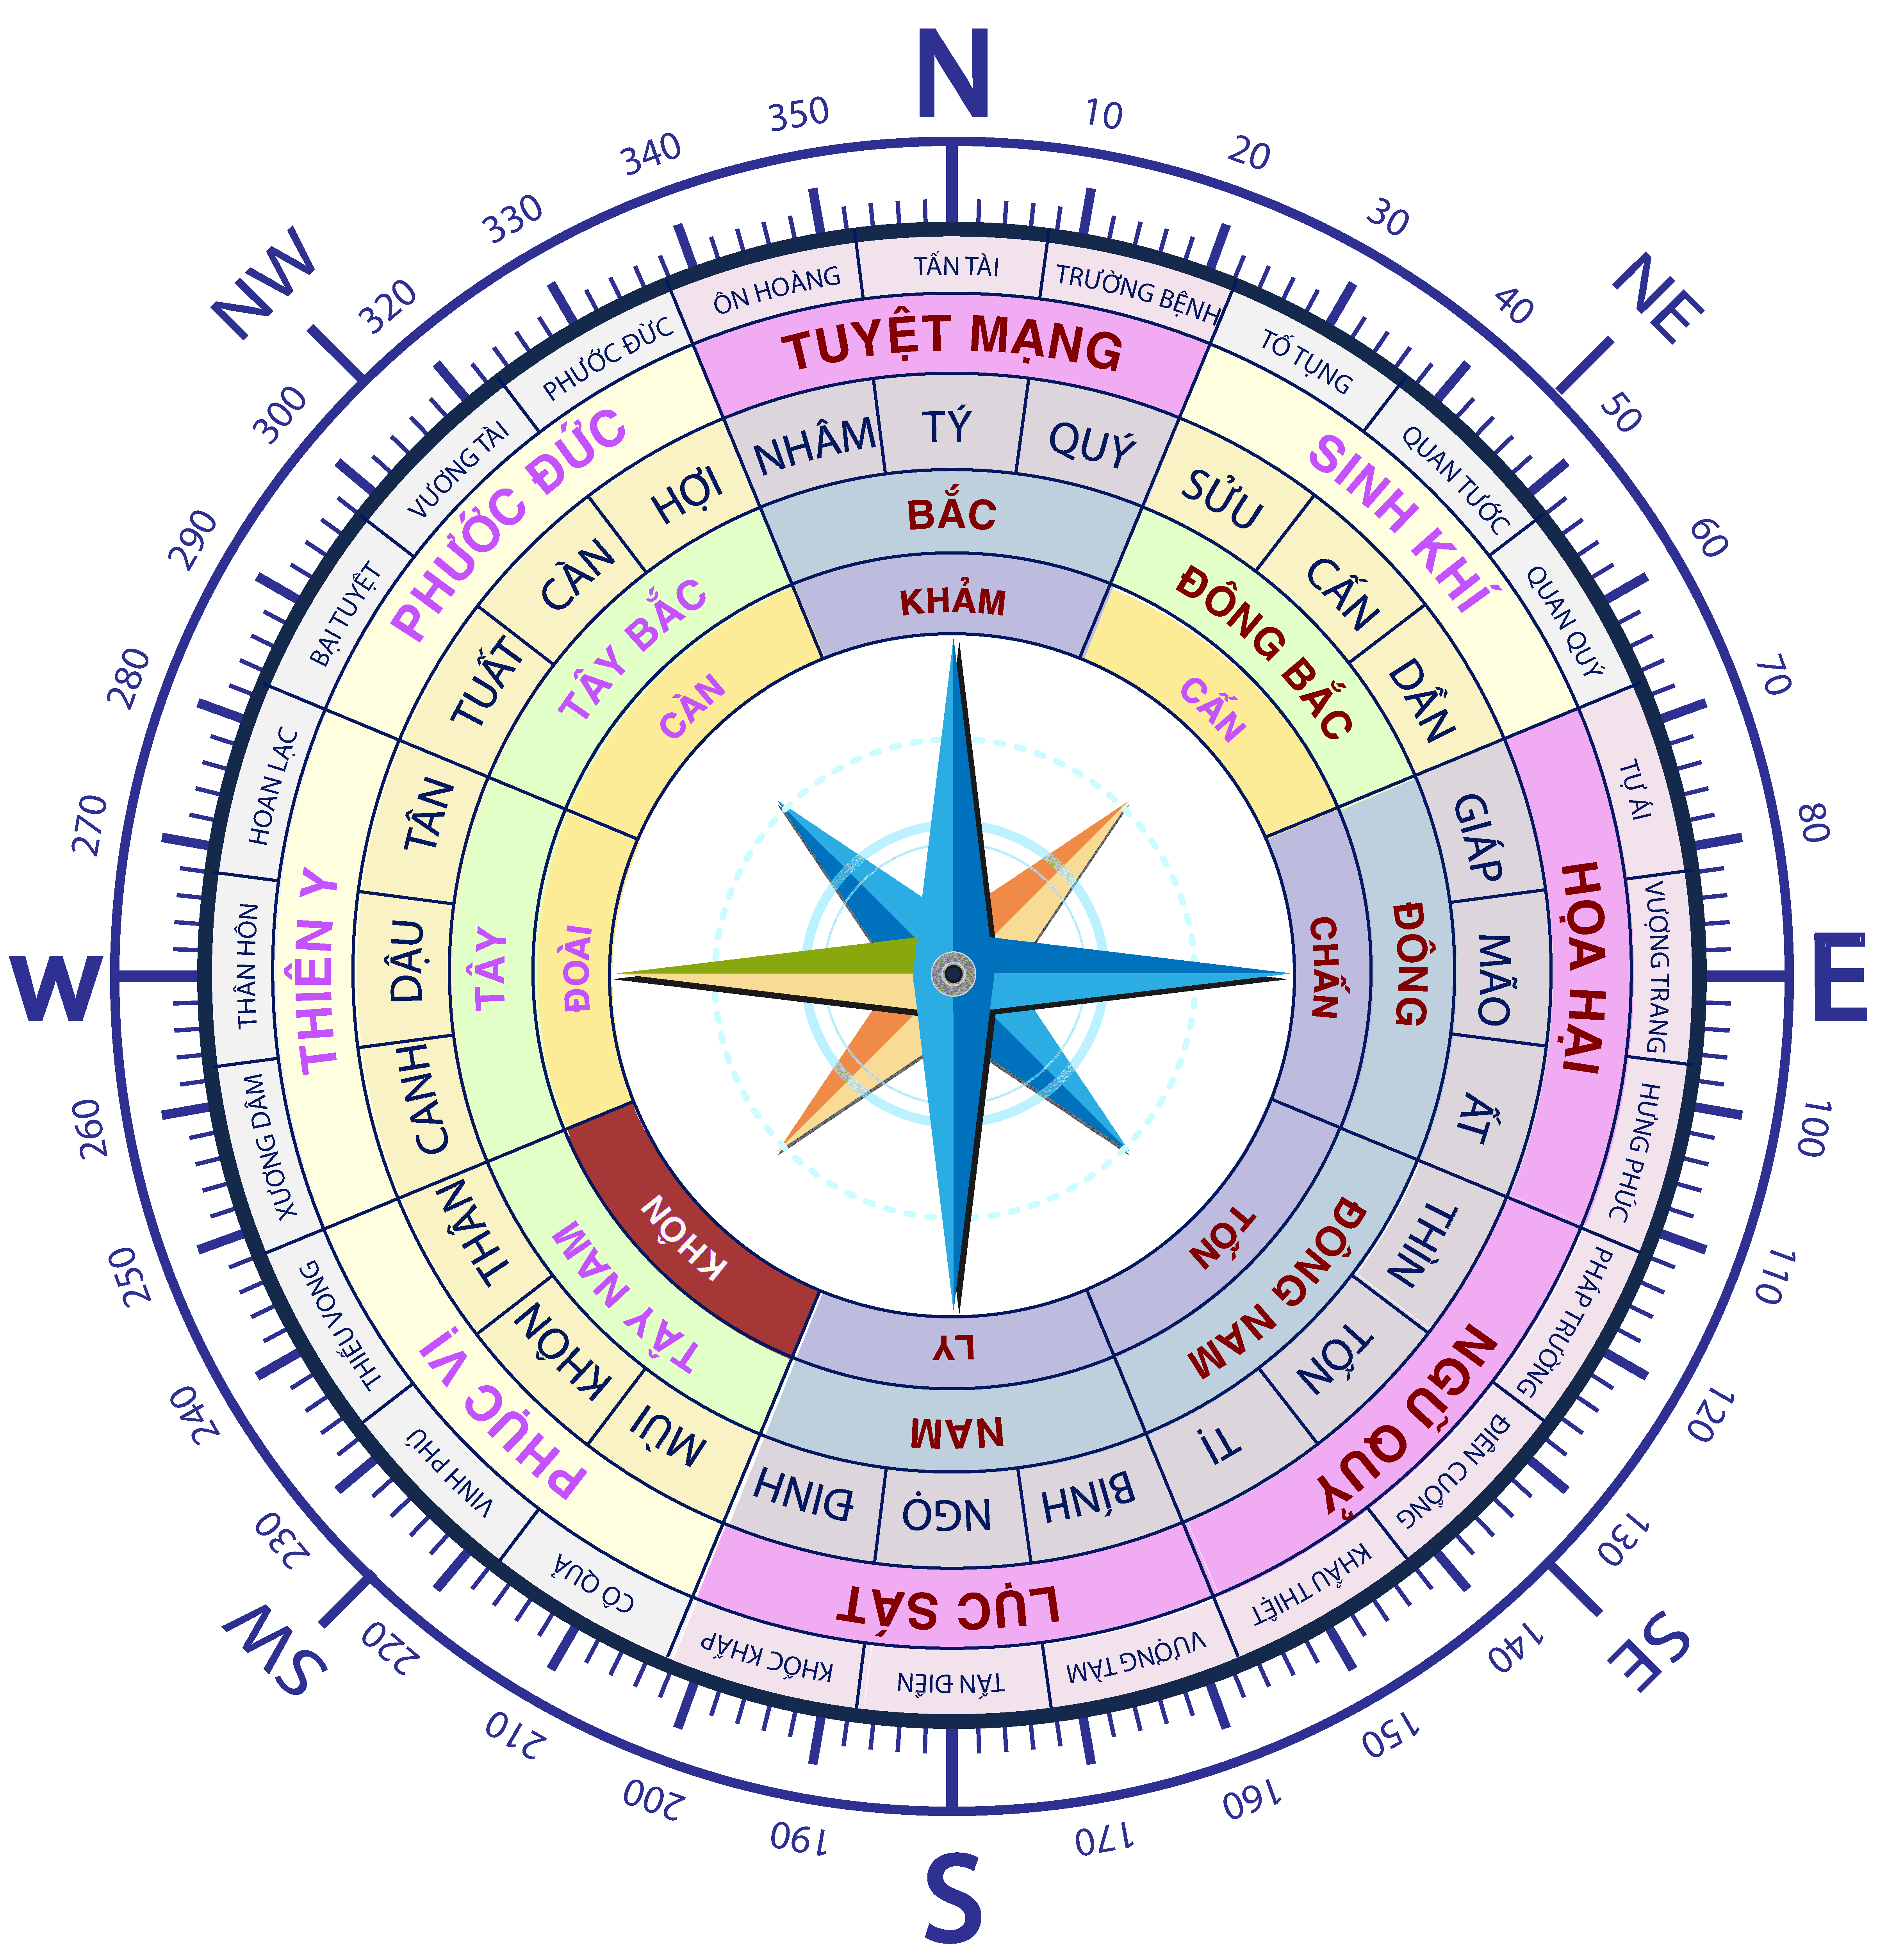 N
10
20
30
40
NE
50
60
70
80
E
100
110
120
130
SE
140
150
160
170
S
190
200
210
220
SW
230
240
250
260
W
270
280
290
300
NW
320
330
340
350
ÔN HOÀNG
TẤN TÀI
TRƯỜNG BỆNH
TỐ TỤNG
QUAN TƯỚC
QUAN QUÝ
TỰ ÁI
VƯỢNG TRANG
HƯNG PHÚC
PHÁP TRƯỜNG
ĐIÊN CUỒNG
KHẨU THIỆT
VƯỢNG TÀM
TẤN ĐIỀN
KHỐC KHẤP
CÔ QUẢ
VINH PHÚ
THIẾU VONG
XƯƠNG DÂM
THÂN HÔN
HOAN LẠC
BẠI TUYỆT
VƯƠNG TÀI
PHƯỚC ĐỨC
TUYỆT MẠNG
SINH KHÍ
HỌA HẠI
NGŨ QUỶ
LỤC SÁT
PHỤC VỊ
THIÊN Y
PHƯỚC ĐỨC
NHÂM
TÝ
QUÝ
SỬU
CẤN
DẦN
GIÁP
MÃO
ẤT
THÌN
TỐN
TỊ
BÍNH
NGỌ
ĐINH
MÙI
KHÔN
THÂN
CANH
DẬU
TÂN
TUẤT
CÀN
HỢI
BẮC
ĐÔNG BẮC
ĐÔNG
ĐÔNG NAM
NAM
TÂY NAM
TÂY
TÂY BẮC
KHẢM
CẤN
CHẤN
TỐN
LY
KHÔN
ĐOÀI
CÀN